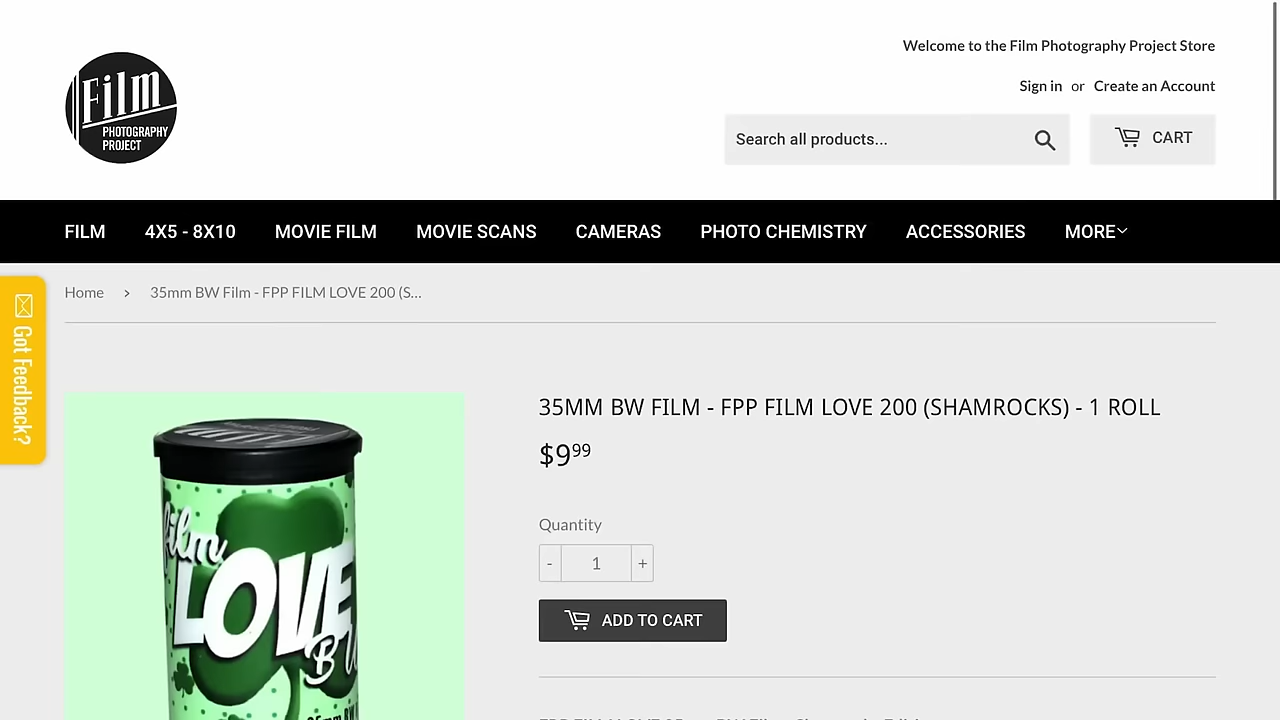 Welcome to the Film Photography Project Store
Film
PHOTOGRAPHY
PROJECT
Sign in or Create an Account
Search all products...
CART
FILM 4X5 - 8X10 MOVIE FILM MOVIE SCANS CAMERAS PHOTO CHEMISTRY ACCESSORIES MORE
Home › 35mm BW Film - FPP FILM LOVE 200 (S...
Got Feedback?
35MM BW FILM - FPP FILM LOVE 200 (SHAMROCKS) - 1 ROLL
$999
Quantity
- 1 +
ADD TO CART
film
LOVE